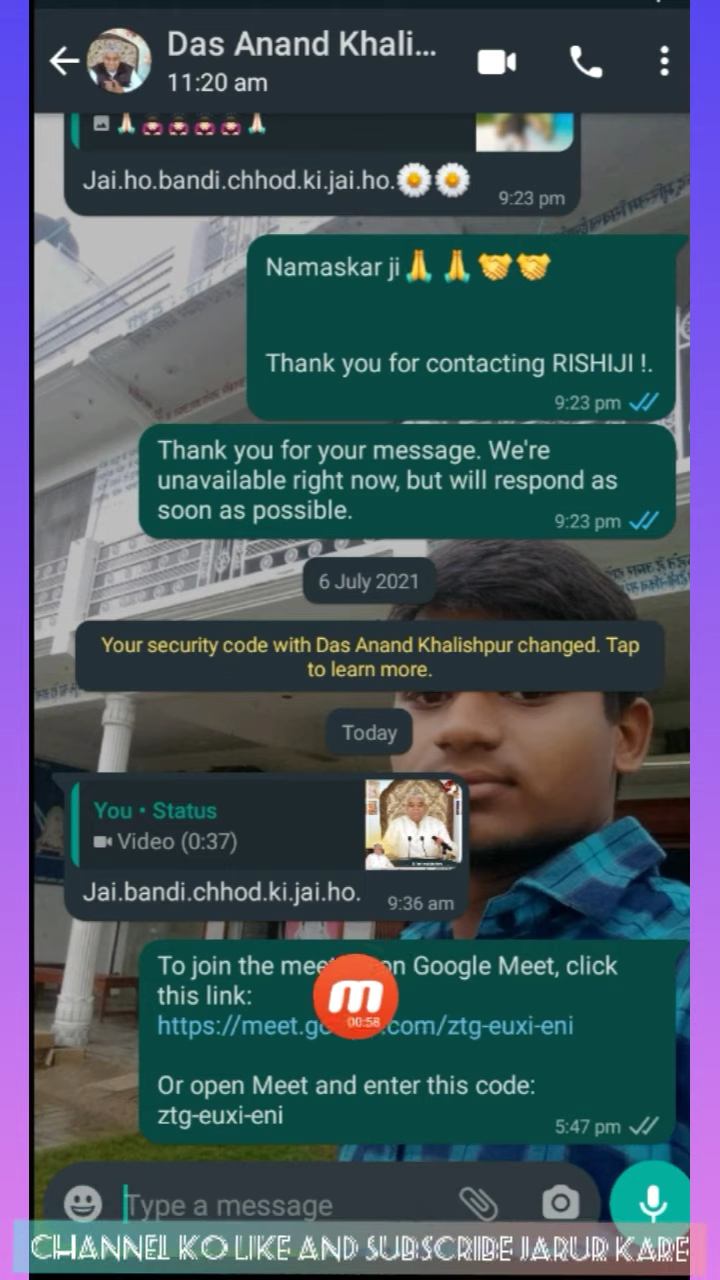 Das Anand Khali...
11:20 am
Jai.ho.bandi.chhod.ki.jai.ho.🌼🌼
9:23 pm
Namaskar ji🙏 🙏 🤝🤝
Thank you for contacting RISHIJI !.
9:23 pm
Thank you for your message. We're
unavailable right now, but will respond as
soon as possible.
9:23 pm
6 July 2021
Your security code with Das Anand Khalishpur changed. Tap
to learn more.
Today
You • Status
Video (0:37)
Jai.bandi.chhod.ki.jai.ho.
9:36 am
To join the mee on Google Meet, click
this link:
https://meet.go .com/ztg-euxi-eni
00:58
Or open Meet and enter this code:
ztg-euxi-eni
5:47 pm
Type a message
CHANNEL KO LIKE AND SUBSCRIBE JARUR KARE